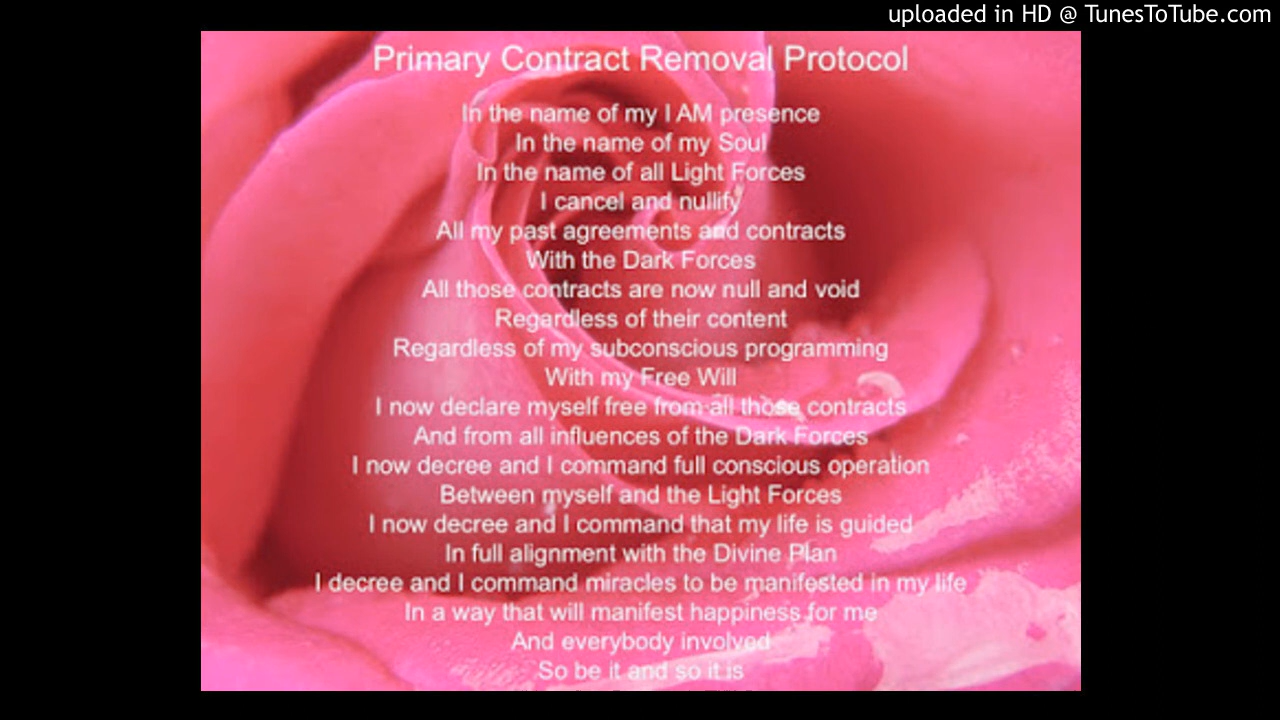 uploaded in HD @ TunesToTube.com
Primary Contract Removal Protocol
In the name of my I AM presence
In the name of my Soul
In the name of all Light Forces
I cancel and nullify
All my past agreements and contracts
With the Dark Forces
All those contracts are now null and void
Regardless of their content
Regardless of my subconscious programming
With my Free Will
I now declare myself free from all those contracts
And from all influences of the Dark Forces
I now decree and I command full conscious operation
Between myself and the Light Forces
I now decree and I command that my life is guided
In full alignment with the Divine Plan
I decree and I command miracles to be manifested in my life
In a way that will manifest happiness for me
And everybody involved
So be it and so it is